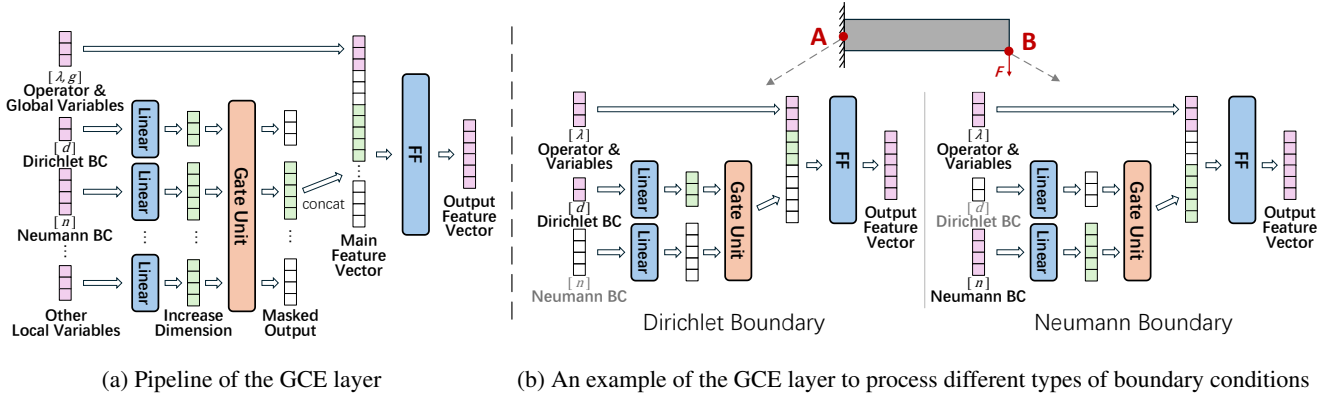 [λ, g]
Operator &
Global Variables
[d]
Dirichlet BC
[n]
Neumann BC
Other
Local Variables
Linear
Linear
Linear
Increase
Dimension
Gate Unit
Masked
Output
concat
Main
Feature
Vector
FF
Output
Feature
Vector
(a) Pipeline of the GCE layer
A
B
F
[λ]
Operator &
Variables
[d]
Dirichlet BC
[n]
Neumann BC
Linear
Linear
Gate Unit
FF
Output
Feature
Vector
Dirichlet Boundary
[λ]
Operator &
Variables
[d]
Dirichlet BC
[n]
Neumann BC
Linear
Linear
Gate Unit
FF
Output
Feature
Vector
Neumann Boundary
(b) An example of the GCE layer to process different types of boundary conditions